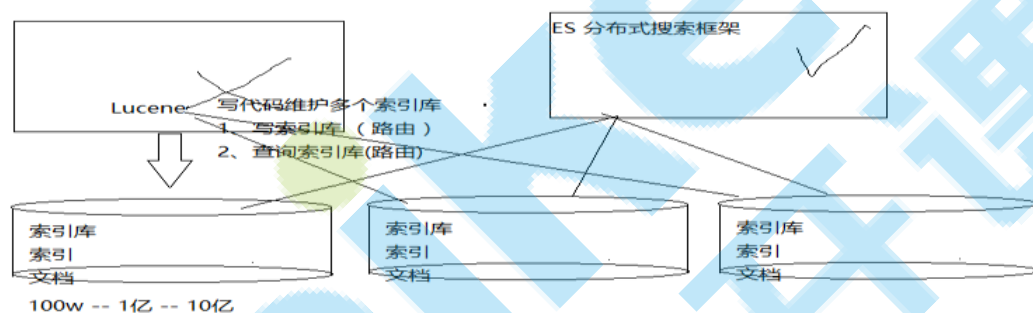 ES 分布式搜索框架
Lucene
写代码维护多个索引库
1、写索引库 （路由）
2、查询索引库(路由)
索引库
索引
文档
索引库
索引
文档
索引库
索引
文档
100w -- 1亿 -- 10亿